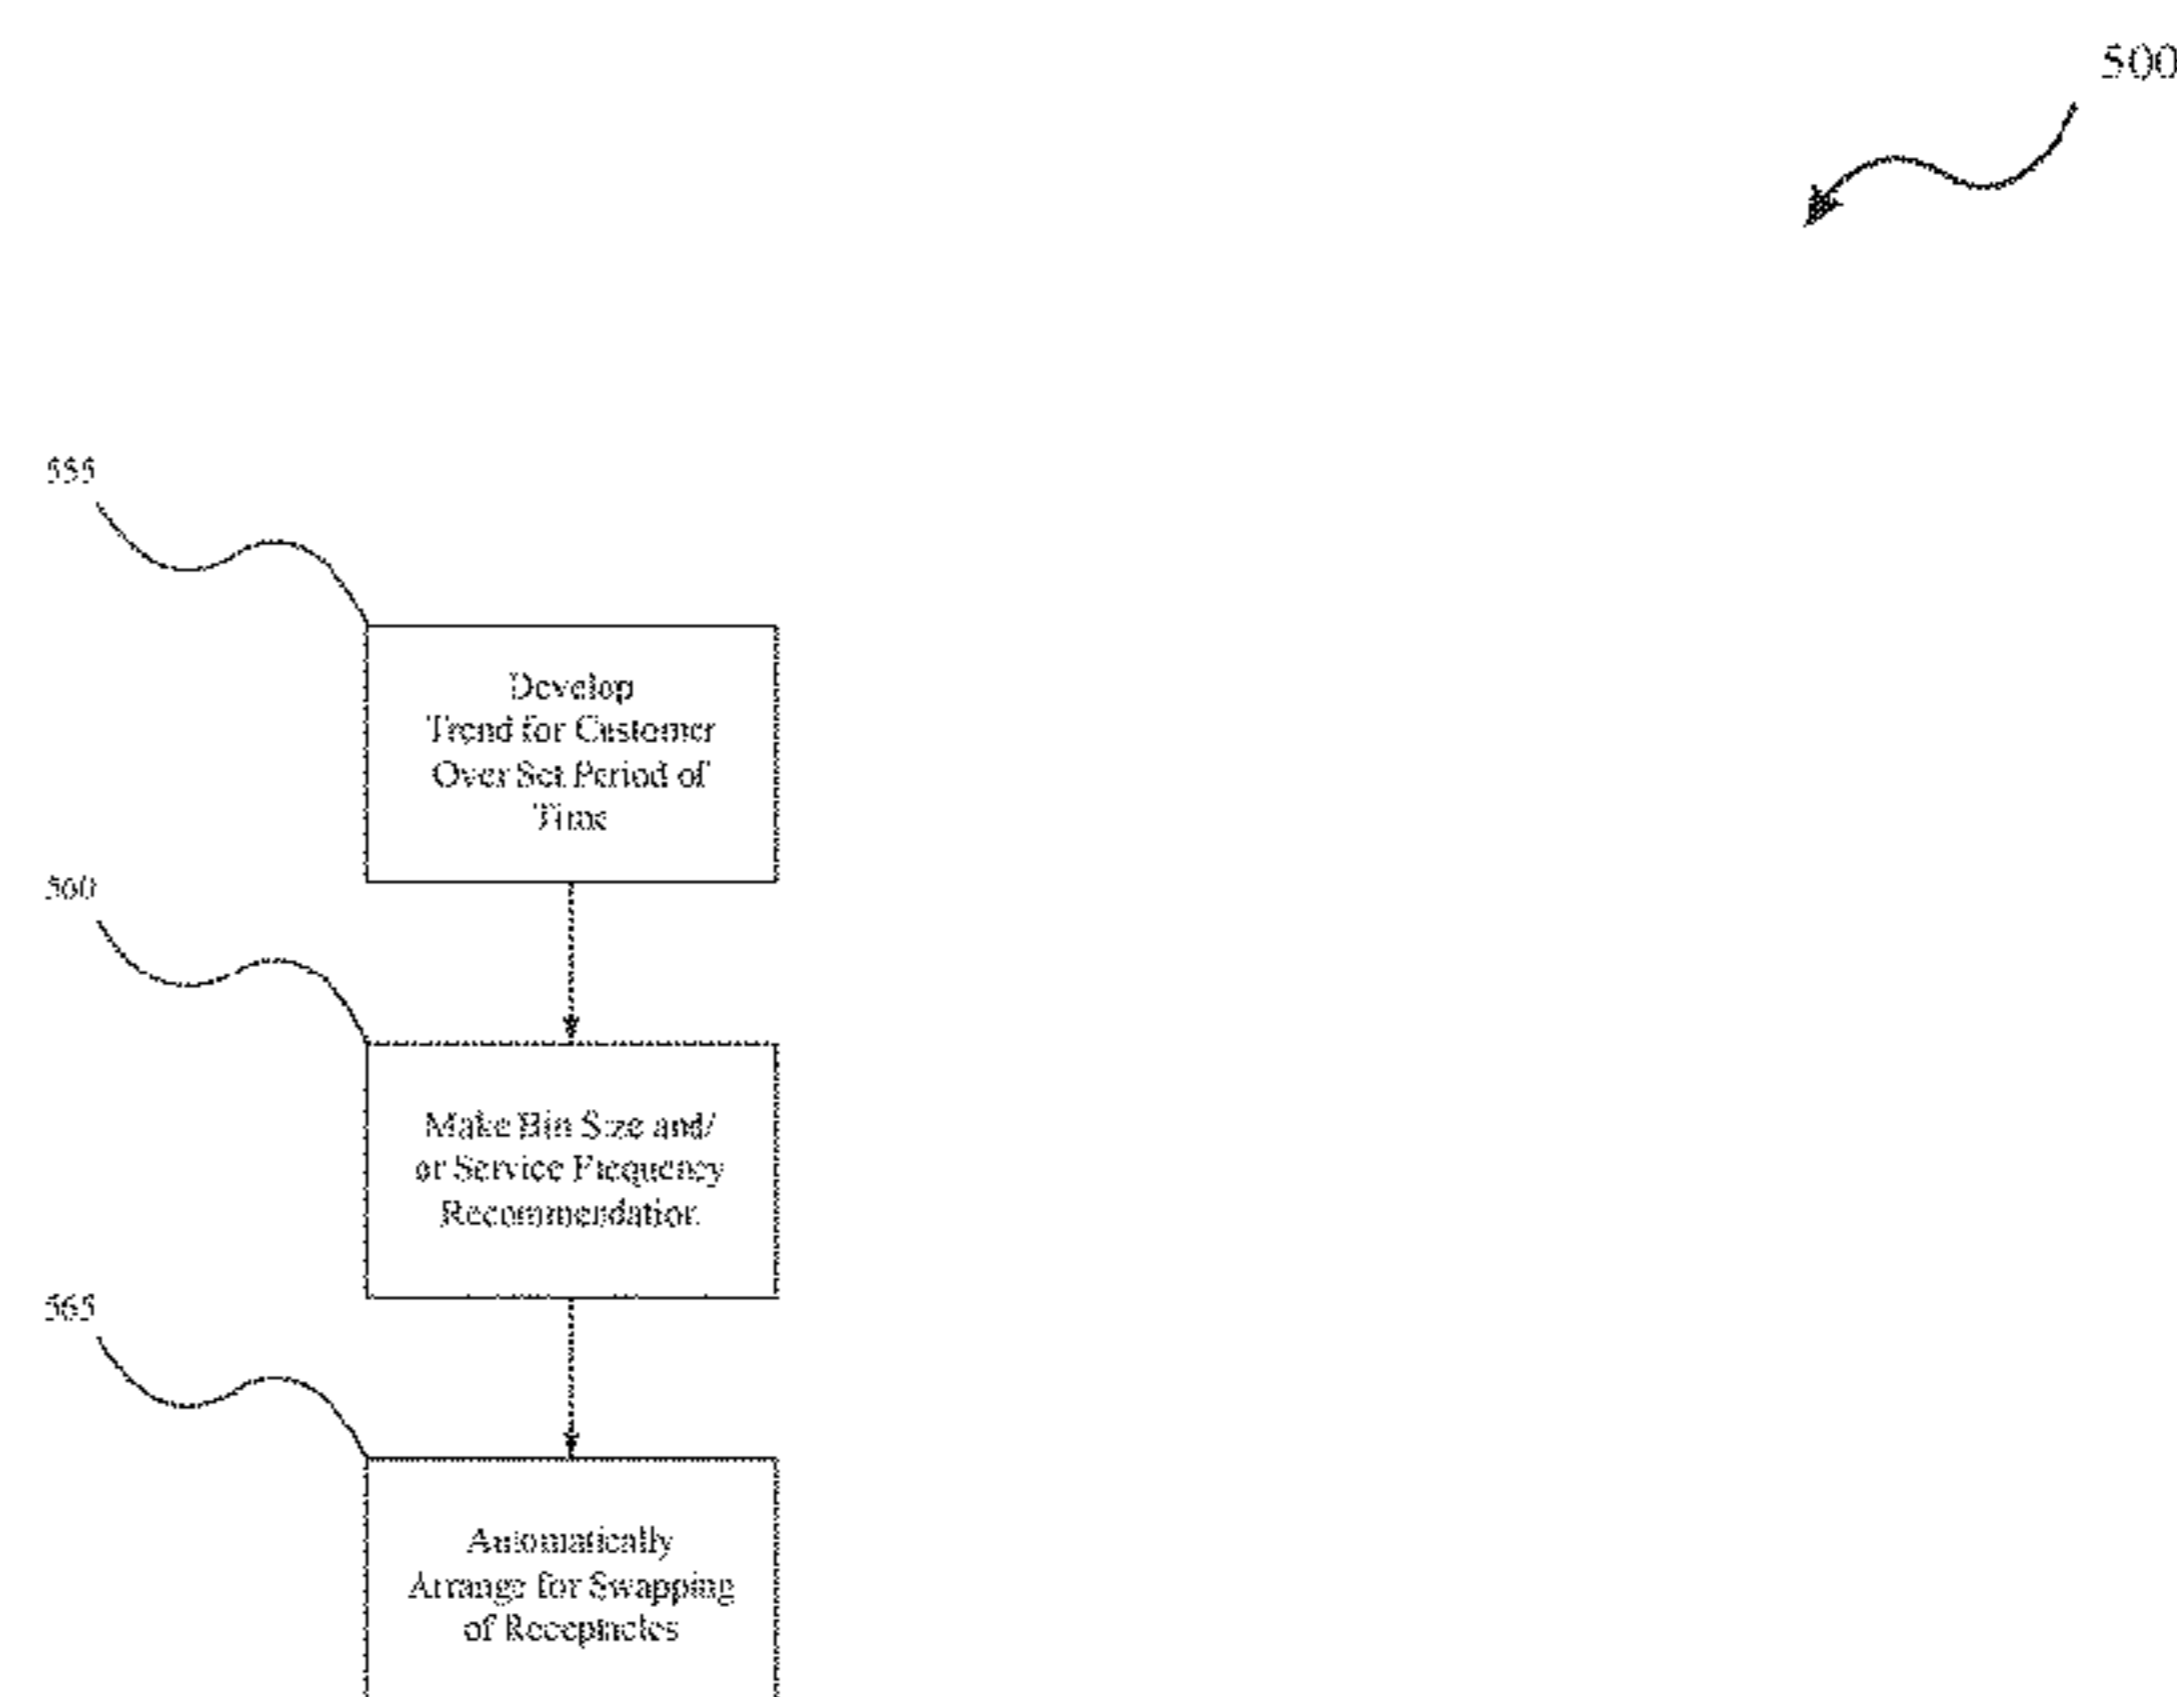 500
555
Develop
Trend for Customer
Over Set Period of
Time
560
Make Bin Size and/
or Service Frequency
Recommendation
565
Automatically
Arrange for Swapping
of Receptacles